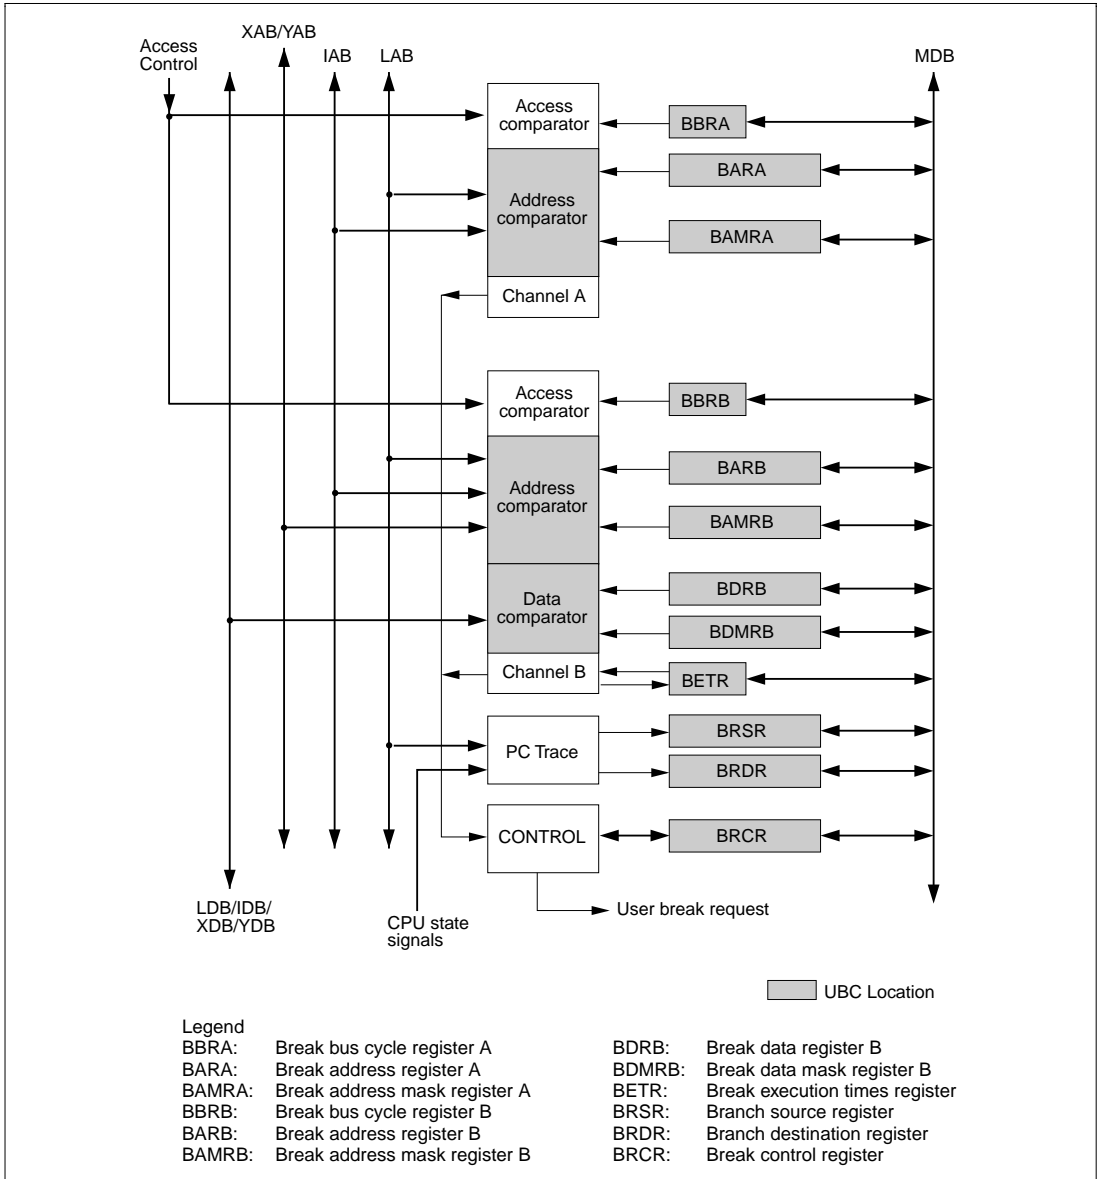 XAB/YAB
Access
Control
IAB
LAB
MDB
Access
comparator
BBRA
BARA
Address
comparator
BAMRA
Channel A
Access
comparator
BBRB
BARB
Address
comparator
BAMRB
BDRB
Data
comparator
BDMRB
Channel B
BETR
BRSR
PC Trace
BRDR
CONTROL
BRCR
User break request
LDB/IDB/
XDB/YDB
CPU state
signals
UBC Location
Legend
BBRA: Break bus cycle register A
BARA: Break address register A
BAMRA: Break address mask register A
BBRB: Break bus cycle register B
BARB: Break address register B
BAMRB: Break address mask register B
BDRB: Break data register B
BDMRB: Break data mask register B
BETR: Break execution times register
BRSR: Branch source register
BRDR: Branch destination register
BRCR: Break control register